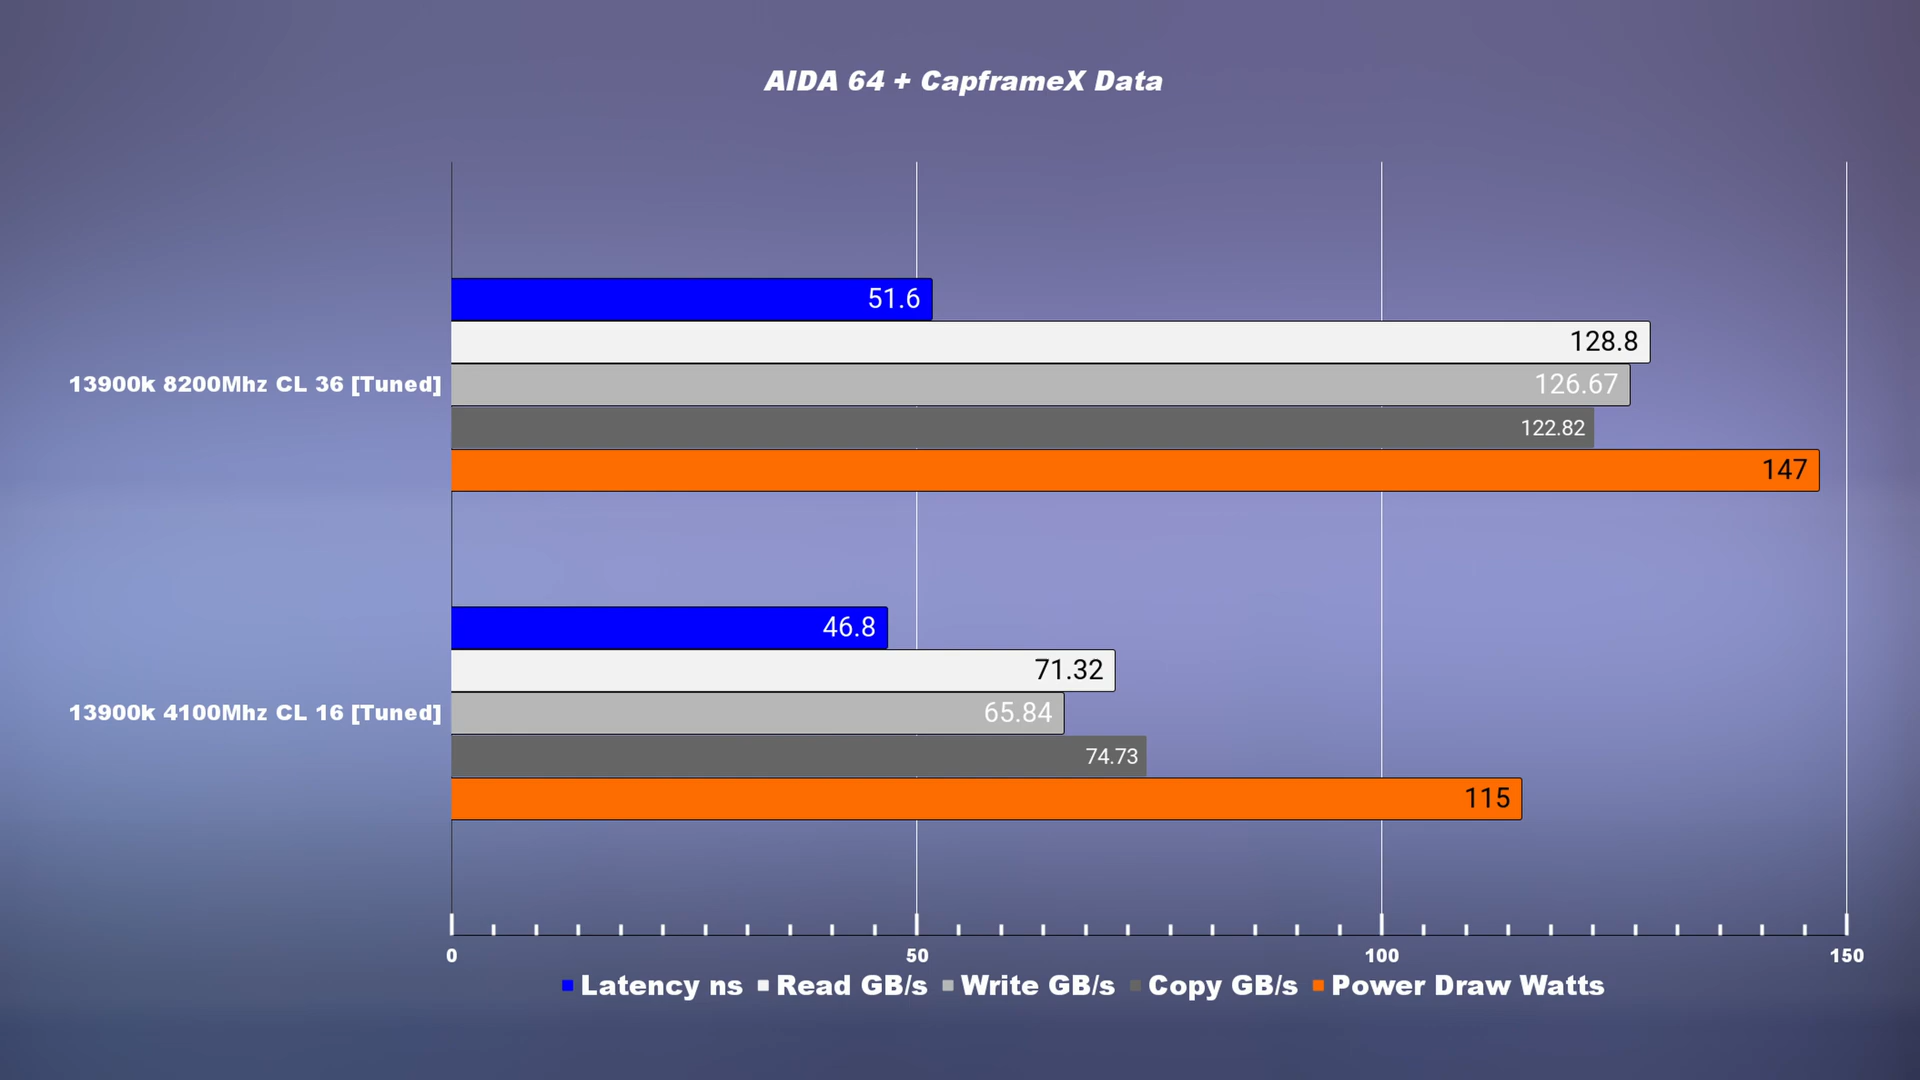 AIDA 64 + CapframeX Data
51.6
128.8
13900k 8200Mhz CL 36 [Tuned]
126.67
122.82
147
46.8
71.32
13900k 4100Mhz CL 16 [Tuned]
65.84
74.73
115
0 50 100 150
Latency ns Read GB/s Write GB/s Copy GB/s Power Draw Watts